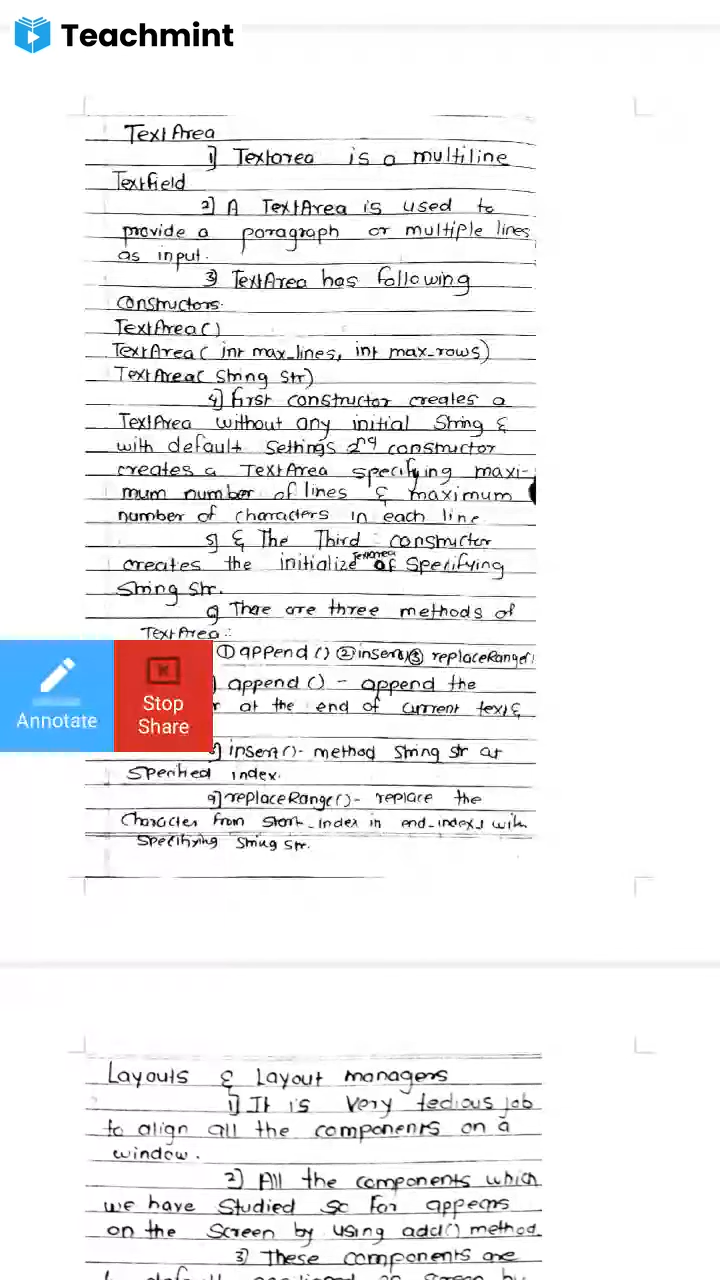 Teachmint
TextArea
1] Textarea is a multiline
Textfield
2] A TextArea is used to
provide a paragraph or multiple lines
as input.
3] TextArea has following
constructors.
TextArea()
TextArea( int max_lines, int max_rows)
TextArea( String Str)
4] first constructor creates a
TextArea without any initial String &
with default Settings 2nd constructor
creates a TextArea specifying maxi-
mum number of lines & maximum
number of characters in each line
5] & The Third constructor
creates the initialize TextArea of Specifying
String Str.
6] There are three methods of
TextArea:
① append () ② insert() ③ replaceRange()
] append () - append the
r at the end of current text &
Annotate
Stop
Share
8] insert()- method String str at
specified index.
9] replaceRange()- replace the
Character from start_index in end_index-1 with
Specifying String Str.
Layouts & Layout managers
1] It is very tedious job
to align all the components on a
window.
2] All the components which
we have Studied So far appears
on the Screen by using add() method.
3] These components are